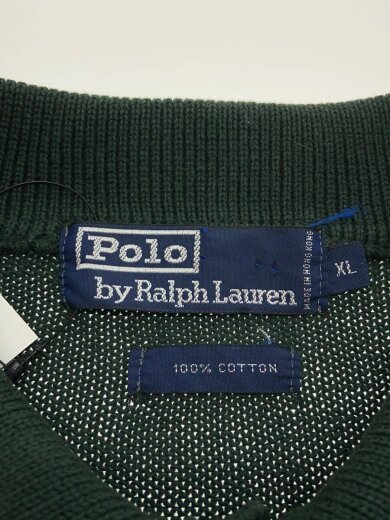 Polo
by Ralph Lauren
MADE IN HONG KONG
XL
100% COTTON